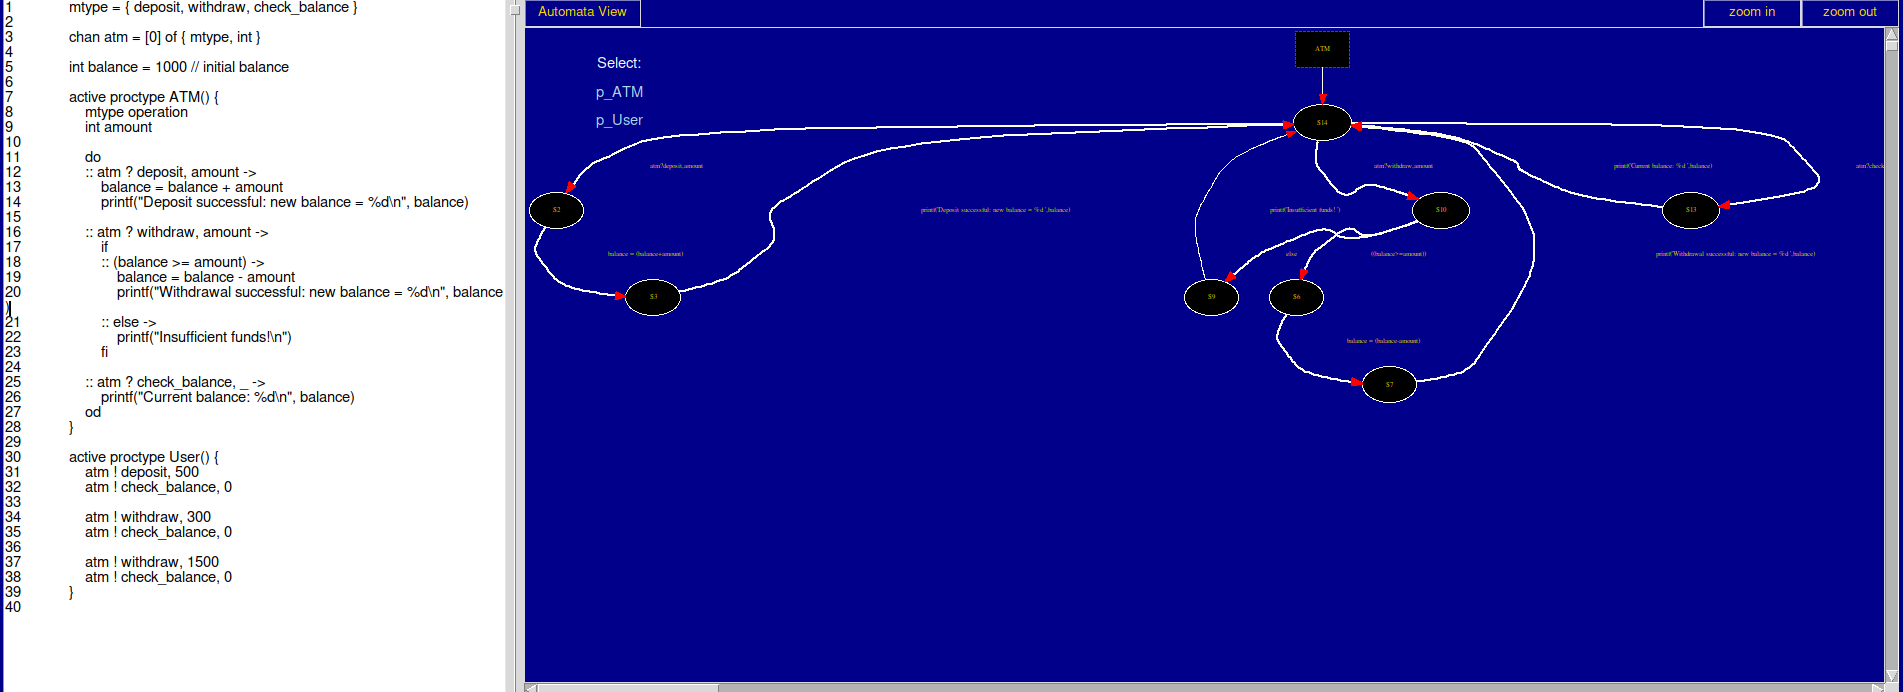 1 mtype = { deposit, withdraw, check_balance }
2
3 chan atm = [0] of { mtype, int }
4
5 int balance = 1000 // initial balance
6
7 active proctype ATM() {
8 mtype operation
9 int amount
10
11 do
12 :: atm ? deposit, amount ->
13 balance = balance + amount
14 printf("Deposit successful: new balance = %d\n", balance)
15
16 :: atm ? withdraw, amount ->
17 if
18 :: (balance >= amount) ->
19 balance = balance - amount
20 printf("Withdrawal successful: new balance = %d\n", balance
)
21 :: else ->
22 printf("Insufficient funds!\n")
23 fi
24
25 :: atm ? check_balance, _ ->
26 printf("Current balance: %d\n", balance)
27 od
28 }
29
30 active proctype User() {
31 atm ! deposit, 500
32 atm ! check_balance, 0
33
34 atm ! withdraw, 300
35 atm ! check_balance, 0
36
37 atm ! withdraw, 1500
38 atm ! check_balance, 0
39 }
40
Automata View
zoom in
zoom out
Select:
p_ATM
p_User
ATM
S14
atm?deposit,amount
atm?withdraw,amount
printf('Current balance: %d ',balance)
atm?check
S2
printf('Deposit successful: new balance = %d ',balance)
printf('Insufficient funds! ')
S10
S13
balance = (balance+amount)
else
((balance>=amount))
printf('Withdrawal successful: new balance = %d ',balance)
S3
S9
S6
balance = (balance-amount)
S7